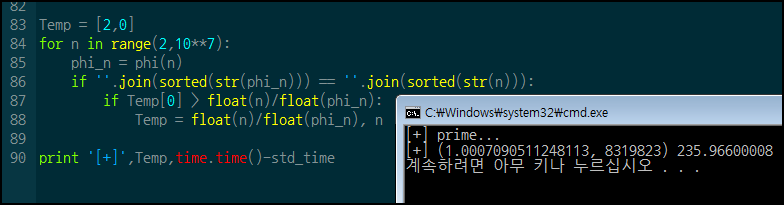 82
83 Temp = [2,0]
84 for n in range(2,10**7):
85     phi_n = phi(n)
86     if ''.join(sorted(str(phi_n))) == ''.join(sorted(str(n))):
87         if Temp[0] > float(n)/float(phi_n):
88             Temp = float(n)/float(phi_n), n
89
90 print '[+]',Temp,time.time()-std_time
C:₩Windows₩system32₩cmd.exe
[+] prime...
[+] (1.0007090511248113, 8319823) 235.96600008
계속하려면 아무 키나 누르십시오 . . .